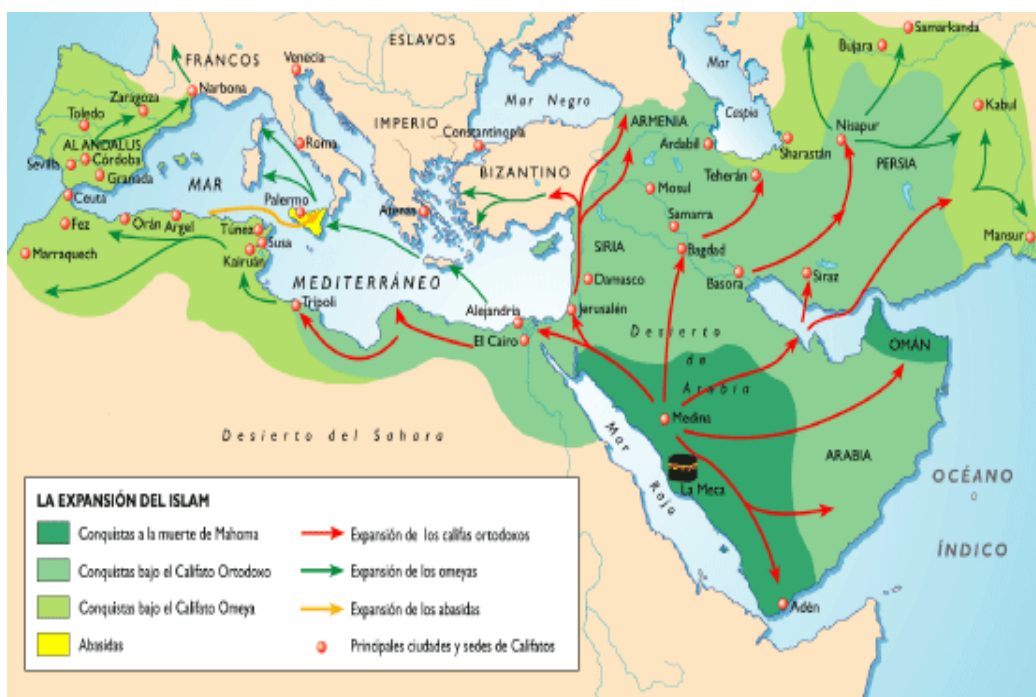 ESLAVOS
FRANCOS
Venecia
Narbona
Zaragoza
Toledo
AL ANDALUS
Córdoba
Sevilla
Granada
Ceuta
Fez
Marraquech
Orán
Argel
Túnez
Susa
Kairuán
Trípoli
MAR
MEDITERRÁNEO
Roma
Palermo
IMPERIO
BIZANTINO
Constantinopla
Atenas
Mar Negro
Mar
Caspio
ARMENIA
Ardabil
Mosul
Teherán
Samarra
SIRIA
Bagdad
Damasco
Basora
Jerusalén
Alejandría
El Cairo
Sharastán
Nisapur
PERSIA
Bujara
Samarkanda
Kabul
Mansur
Siraz
OMÁN
Desierto
de
Arabia
Medina
La Meca
ARABIA
Adén
Mar
Rojo
Desierto del Sahara
OCÉANO
ÍNDICO
LA EXPANSIÓN DEL ISLAM
Conquistas a la muerte de Mahoma
Conquistas bajo el Califato Ortodoxo
Conquistas bajo el Califato Omeya
Abasidas
Expansión de los califas ortodoxos
Expansión de los omeyas
Expansión de los abasidas
Principales ciudades y sedes de Califatos